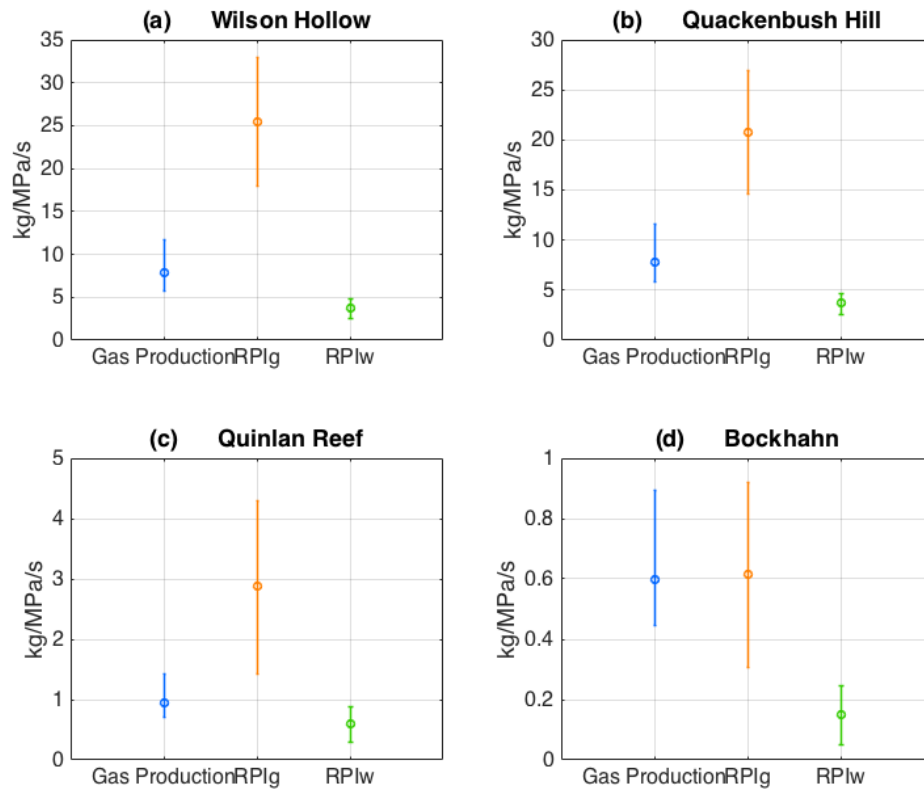 (a) Wilson Hollow
35
30
25
20
15
10
5
0
kg/MPa/s
Gas Production RPIg RPIw
(b) Quackenbush Hill
30
25
20
15
10
5
0
kg/MPa/s
Gas Production RPIg RPIw
(c) Quinlan Reef
5
4
3
2
1
0
kg/MPa/s
Gas Production RPIg RPIw
(d) Bockhahn
1
0.8
0.6
0.4
0.2
0
kg/MPa/s
Gas Production RPIg RPIw